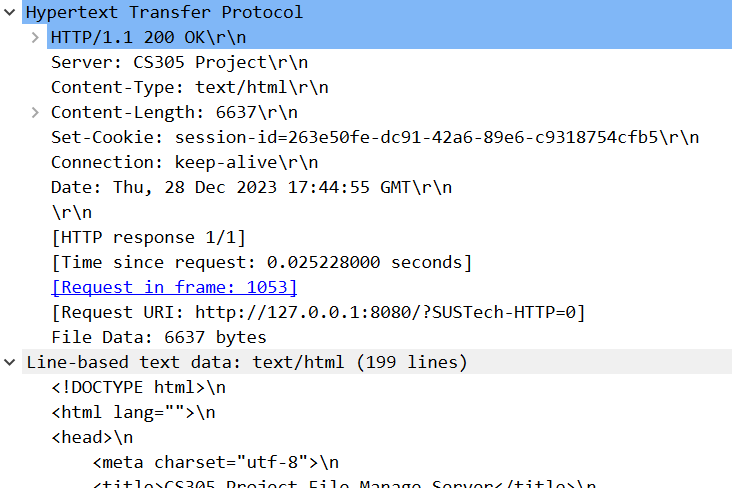 Hypertext Transfer Protocol
HTTP/1.1 200 OK\r\n
Server: CS305 Project\r\n
Content-Type: text/html\r\n
Content-Length: 6637\r\n
Set-Cookie: session-id=263e50fe-dc91-42a6-89e6-c9318754cfb5\r\n
Connection: keep-alive\r\n
Date: Thu, 28 Dec 2023 17:44:55 GMT\r\n
\r\n
[HTTP response 1/1]
[Time since request: 0.025228000 seconds]
[Request in frame: 1053]
[Request URI: http://127.0.0.1:8080/?SUSTech-HTTP=0]
File Data: 6637 bytes
Line-based text data: text/html (199 lines)
<!DOCTYPE html>\n
<html lang="">\n
<head>\n
<meta charset="utf-8">\n
<title>CS305 Project File Manage Server</title>\n